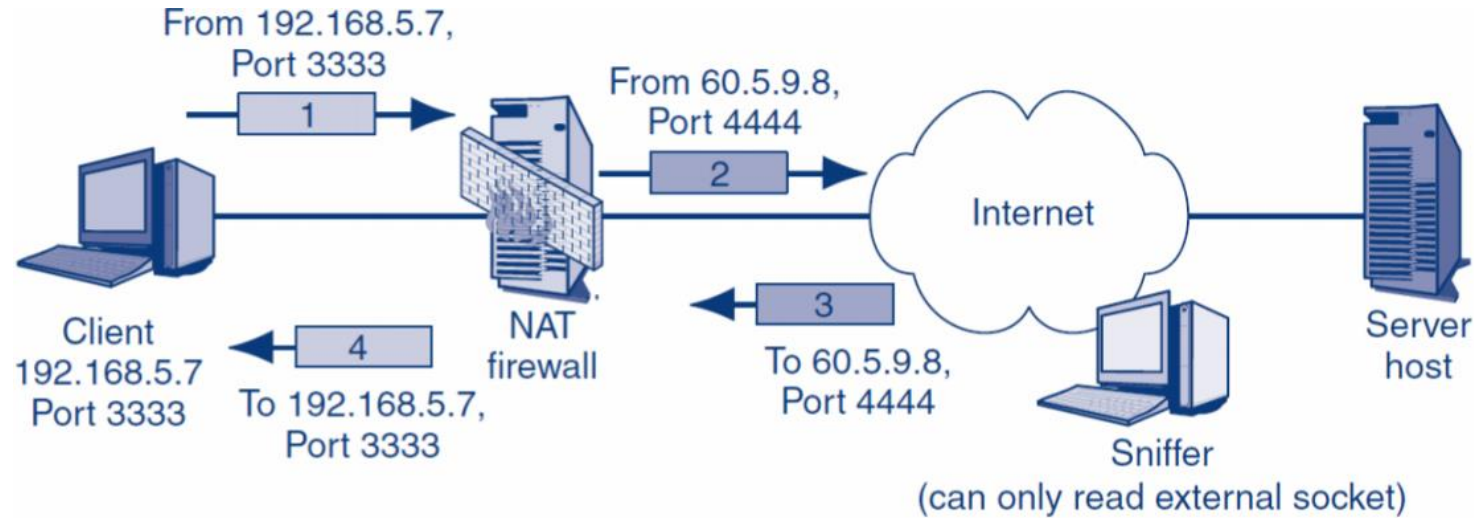 From 192.168.5.7,
Port 3333
1
From 60.5.9.8,
Port 4444
2
Internet
3
To 60.5.9.8,
Port 4444
4
To 192.168.5.7,
Port 3333
Client
192.168.5.7
Port 3333
NAT
firewall
Server
host
Sniffer
(can only read external socket)